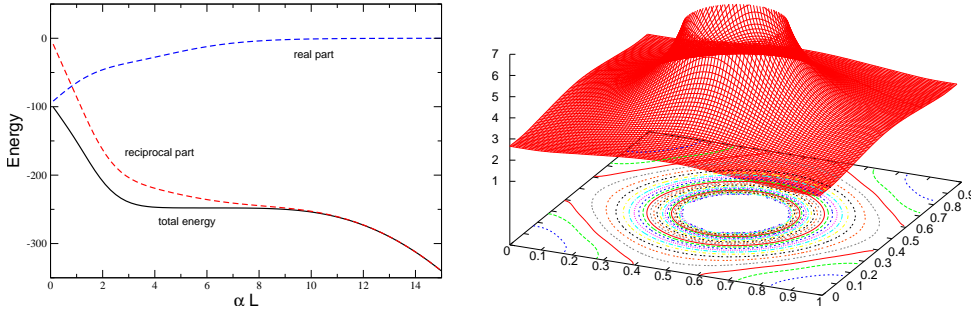 0
-100
-200
-300
Energy
real part
reciprocal part
total energy
0 2 4 6 8 10 12 14
α L
7
6
5
4
3
2
1
0 0.1 0.2 0.3 0.4 0.5 0.6 0.7 0.8 0.9 1
0 0.1 0.2 0.3 0.4 0.5 0.6 0.7 0.8 0.9